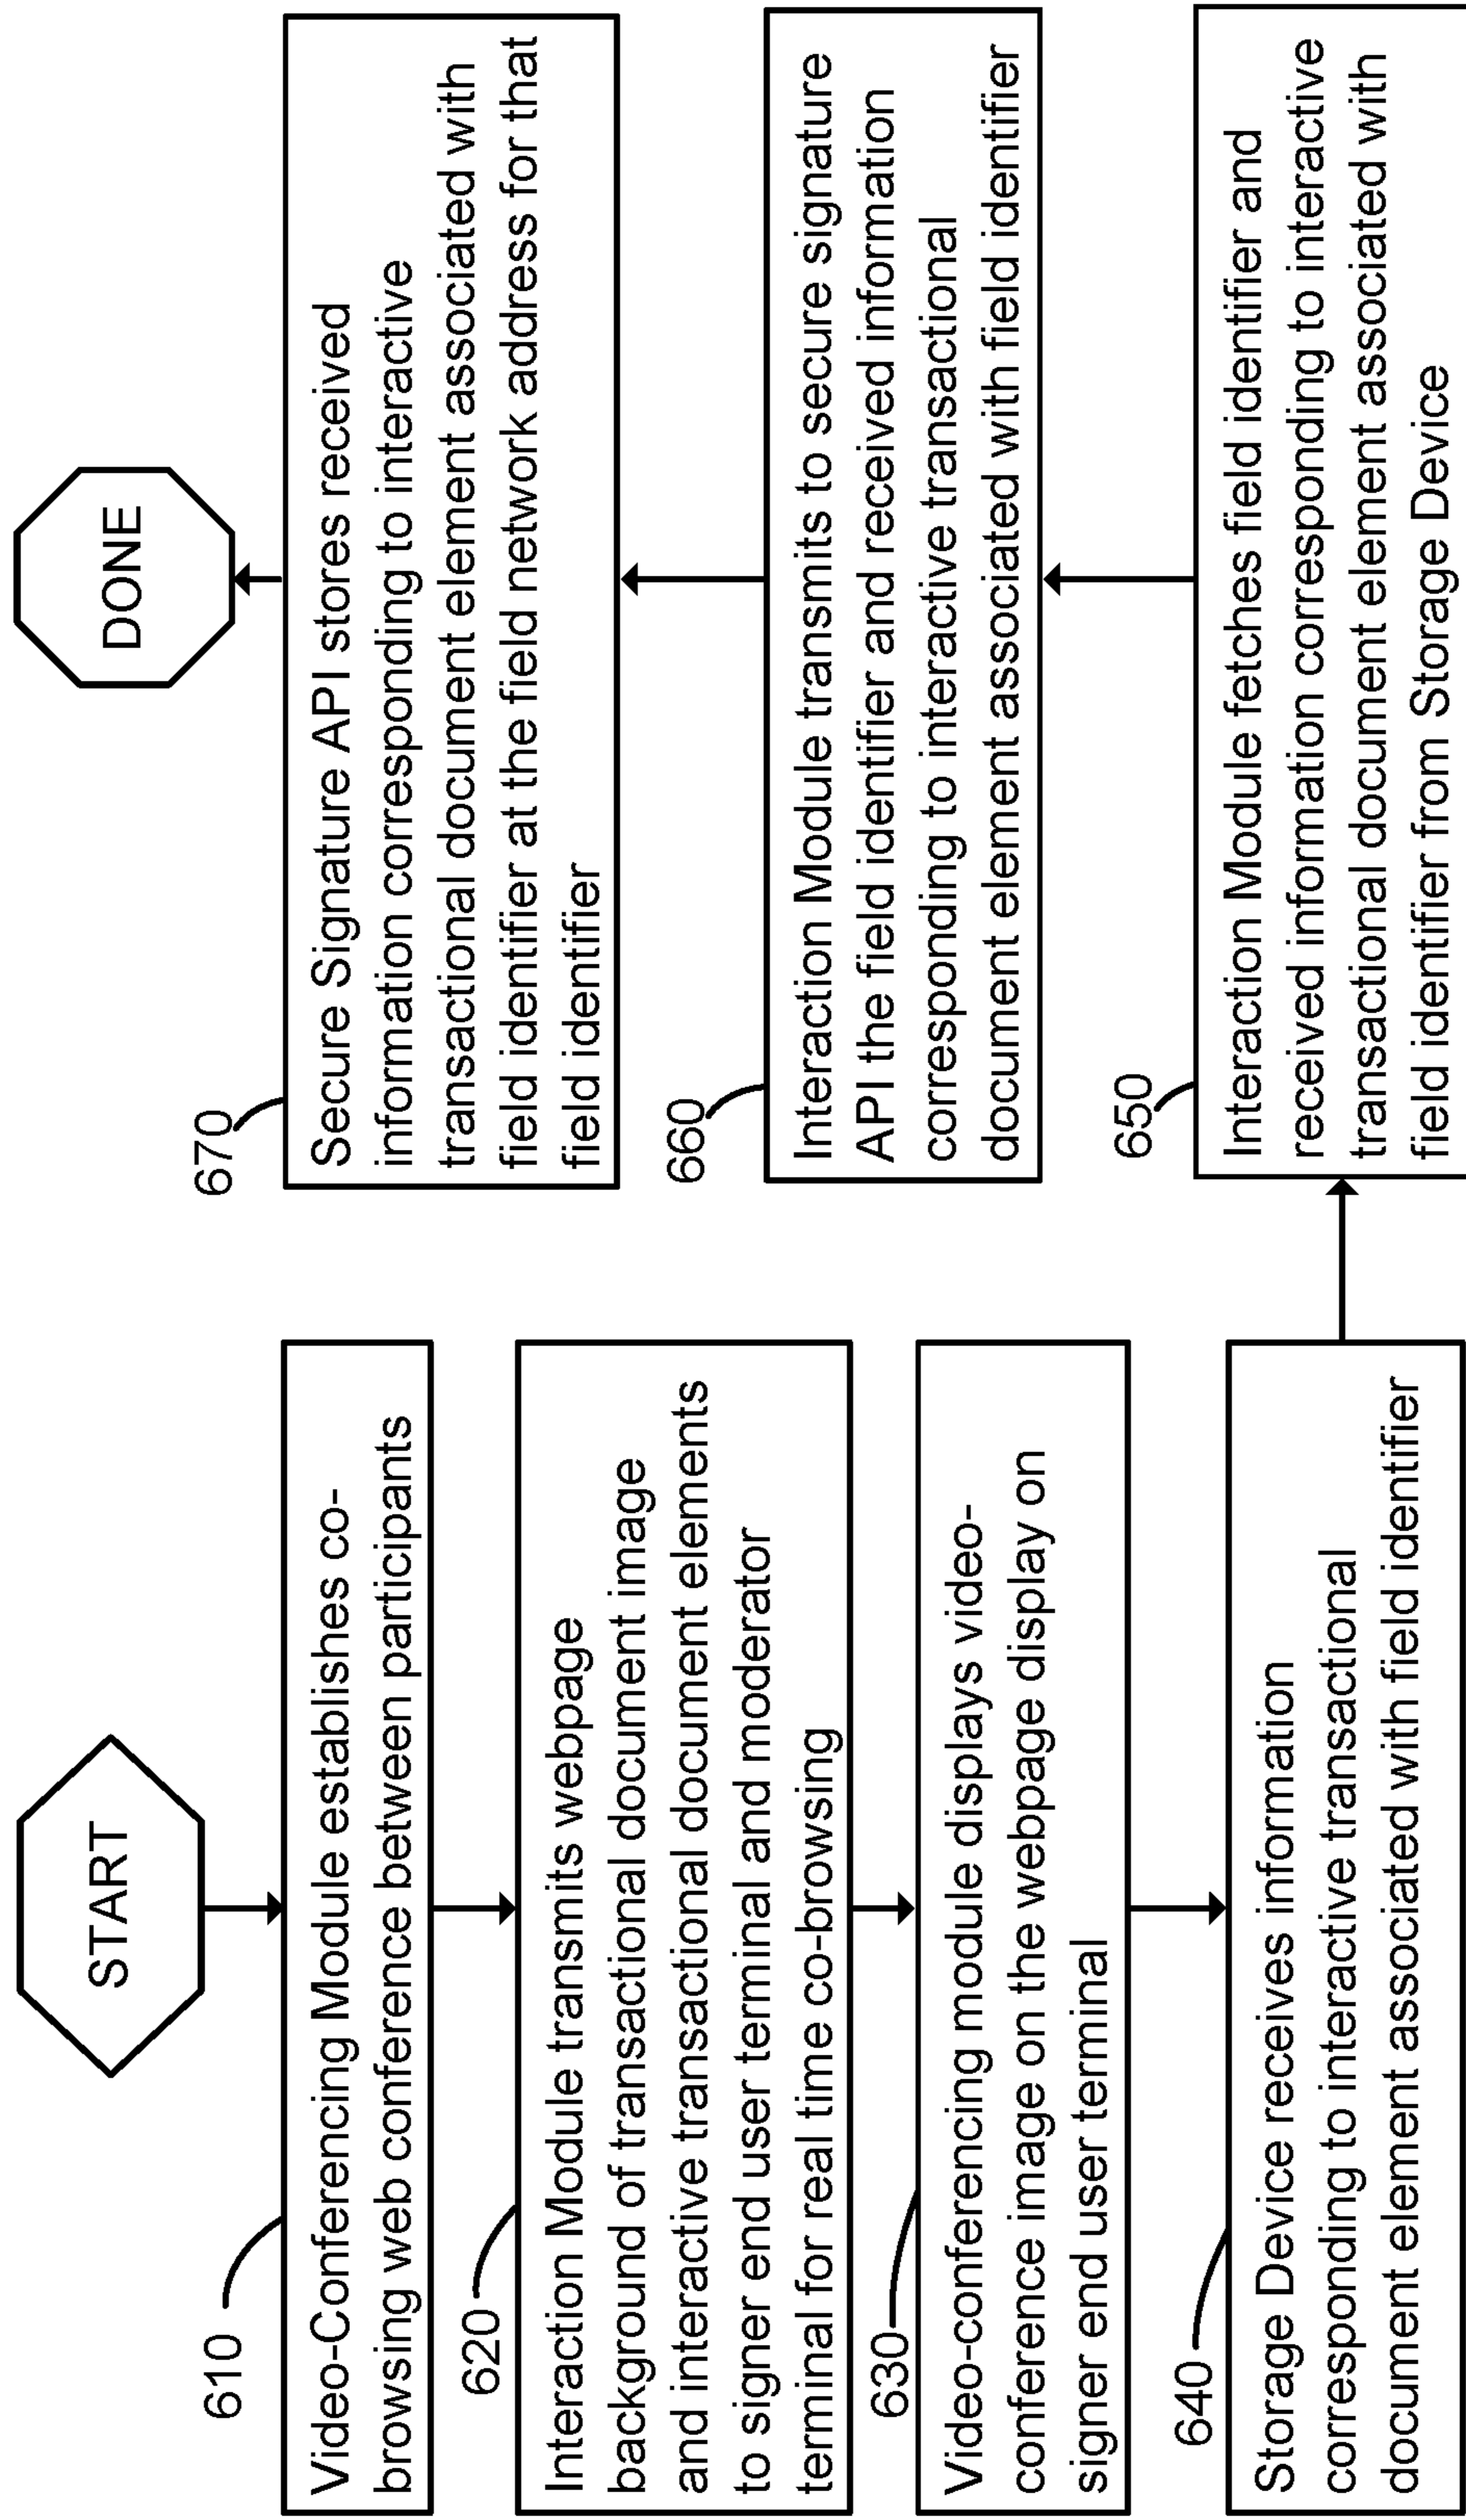 START
610
Video-Conferencing Module establishes co-
browsing web conference between participants
620
Interaction Module transmits webpage
background of transactional document image
and interactive transactional document elements
to signer end user terminal and moderator
terminal for real time co-browsing
630
Video-conferencing module displays video-
conference image on the webpage display on
signer end user terminal
640
Storage Device receives information
corresponding to interactive transactional
document element associated with field identifier
650
Interaction Module fetches field identifier and
received information corresponding to interactive
transactional document element associated with
field identifier from Storage Device
660
Interaction Module transmits to secure signature
API the field identifier and received information
corresponding to interactive transactional
document element associated with field identifier
670
Secure Signature API stores received
information corresponding to interactive
transactional document element associated with
field identifier at the field network address for that
field identifier
DONE